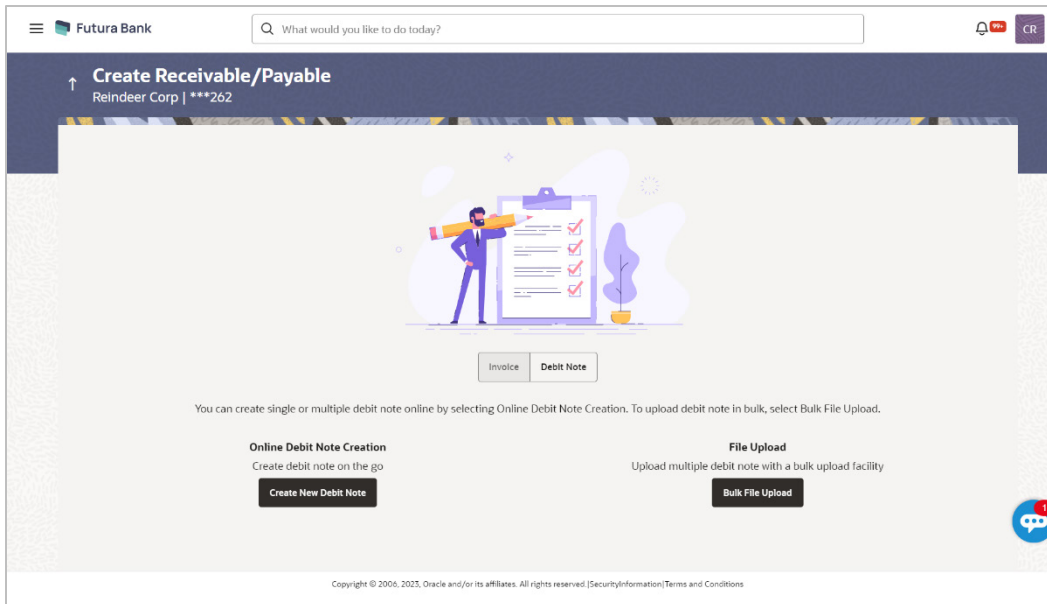 Futura Bank
What would you like to do today?
99+
CR
Create Receivable/Payable
Reindeer Corp | ***262
Invoice
Debit Note
You can create single or multiple debit note online by selecting Online Debit Note Creation. To upload debit note in bulk, select Bulk File Upload.
Online Debit Note Creation
File Upload
Create debit note on the go
Upload multiple debit note with a bulk upload facility
Create New Debit Note
Bulk File Upload
1
Copyright © 2006, 2023, Oracle and/or its affiliates. All rights reserved.|SecurityInformation|Terms and Conditions